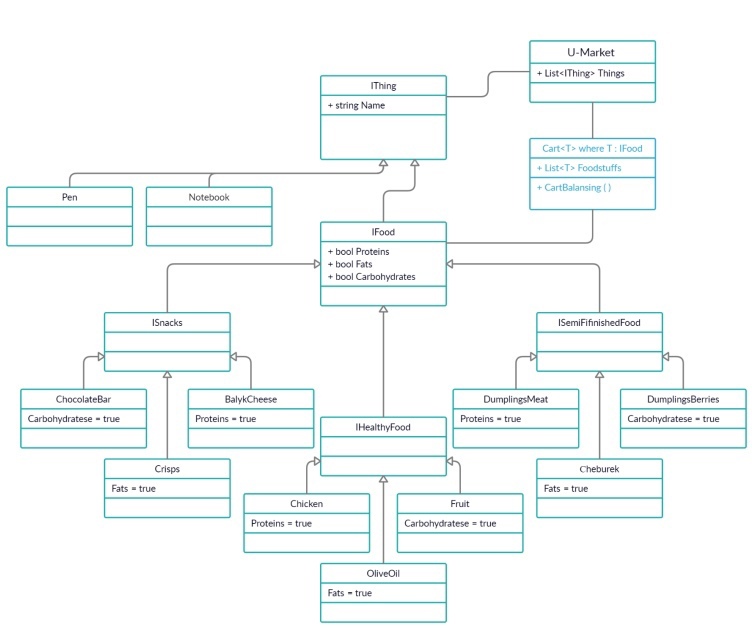 U-Market
+ List<IThing> Things
IThing
+ string Name
Cart<T> where T : IFood
+ List<T> Foodstuffs
+ CartBalansing ( )
Pen
Notebook
IFood
+ bool Proteins
+ bool Fats
+ bool Carbohydrates
ISnacks
ISemiFifinishedFood
ChocolateBar
Carbohydratese = true
BalykCheese
Proteins = true
DumplingsMeat
Proteins = true
DumplingsBerries
Carbohydratese = true
IHealthyFood
Crisps
Fats = true
Cheburek
Fats = true
Chicken
Proteins = true
Fruit
Carbohydratese = true
OliveOil
Fats = true